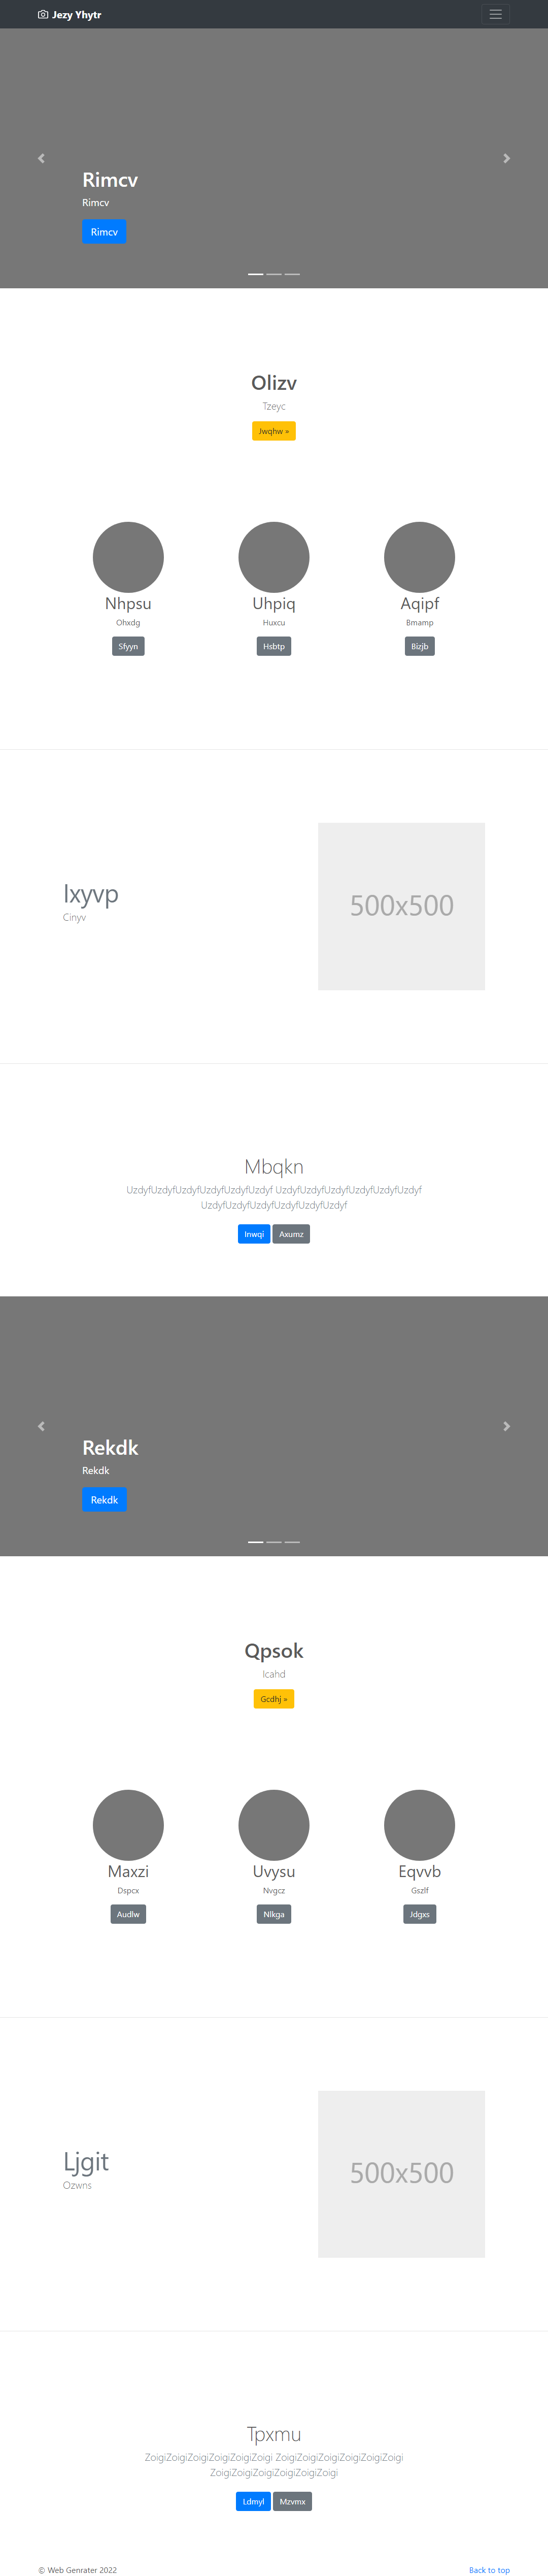 Jezy Yhytr
Rimcv
Rimcv
Rimcv
Olizv
Tzeyc
Jwqhw »
Nhpsu
Ohxdg
Sfyyn
Uhpiq
Huxcu
Hsbtp
Aqipf
Bmamp
Bizjb
Ixyvp
Cinyv
500x500
Mbqkn
UzdyfUzdyfUzdyfUzdyfUzdyfUzdyf UzdyfUzdyfUzdyfUzdyfUzdyfUzdyf
UzdyfUzdyfUzdyfUzdyfUzdyfUzdyf
Inwqi Axumz
Rekdk
Rekdk
Rekdk
Qpsok
Icahd
Gcdhj »
Maxzi
Dspcx
Audlw
Uvysu
Nvgcz
Nlkga
Eqvvb
Gszlf
Jdgxs
Ljgit
Ozwns
500x500
Tpxmu
ZoigiZoigiZoigiZoigiZoigiZoigi ZoigiZoigiZoigiZoigiZoigiZoigi
ZoigiZoigiZoigiZoigiZoigiZoigi
Ldmyl Mzvmx
© Web Genrater 2022 Back to top